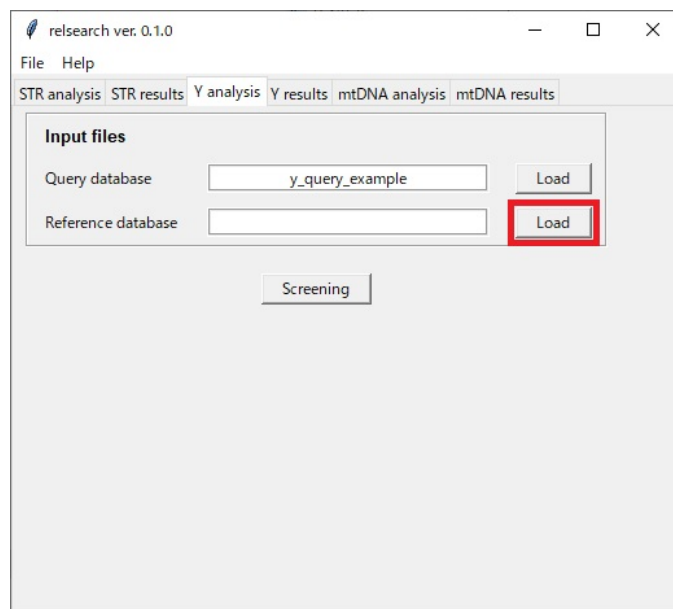 relsearch ver. 0.1.0
File Help
STR analysis STR results Y analysis Y results mtDNA analysis mtDNA results
Input files
Query database y_query_example Load
Reference database Load
Screening